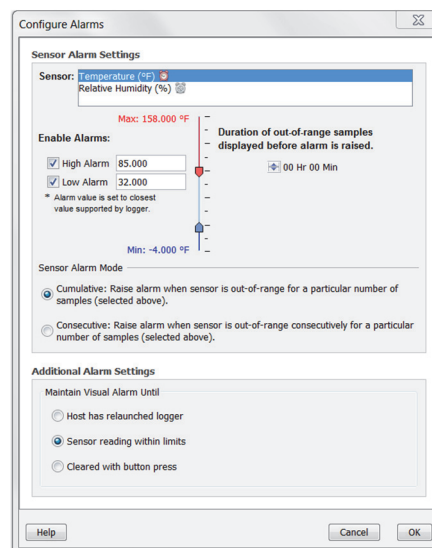 Configure Alarms
Sensor Alarm Settings
Sensor: Temperature (°F)
Relative Humidity (%)
Max: 158.000 °F
Enable Alarms:
Duration of out-of-range samples
displayed before alarm is raised.
High Alarm 85.000
00 Hr 00 Min
Low Alarm 32.000
* Alarm value is set to closest
value supported by logger.
Min: -4.000 °F
Sensor Alarm Mode
Cumulative: Raise alarm when sensor is out-of-range for a particular number of
samples (selected above).
Consecutive: Raise alarm when sensor is out-of-range consecutively for a particular
number of samples (selected above).
Additional Alarm Settings
Maintain Visual Alarm Until
Host has relaunched logger
Sensor reading within limits
Cleared with button press
Help Cancel OK